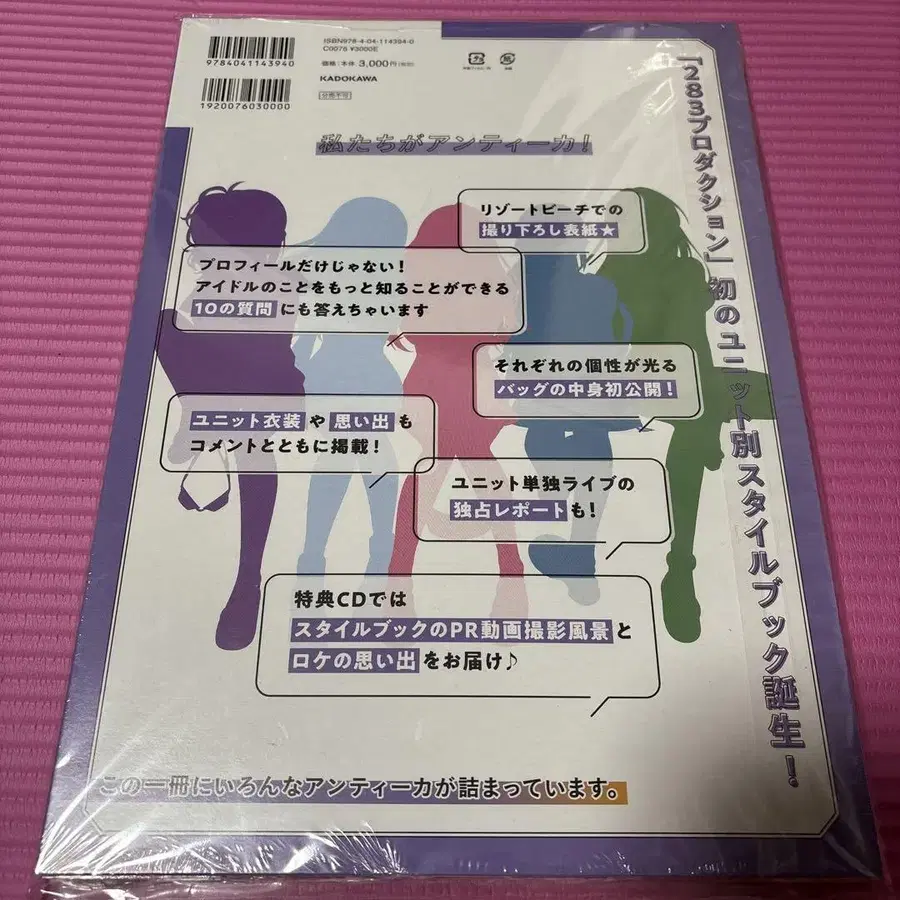 ISBN978-4-04-114394-0
C0076 ¥3000E
価格:本体 3,000円(税別)
KADOKAWA
分売不可
9784041143940
1920076030000
私たちがアンティーカ!
「283プロダクション」初のユニット別スタイルブック誕生!
リゾートビーチでの
撮り下ろし表紙★
プロフィールだけじゃない!
アイドルのことをもっと知ることができる
10の質問にも答えちゃいます
それぞれの個性が光る
バッグの中身初公開!
ユニット衣装や思い出も
コメントとともに掲載!
ユニット単独ライブの
独占レポートも!
特典CDでは
スタイルブックのPR動画撮影風景と
ロケの思い出をお届け♪
この一冊にいろんなアンティーカが詰まっています。